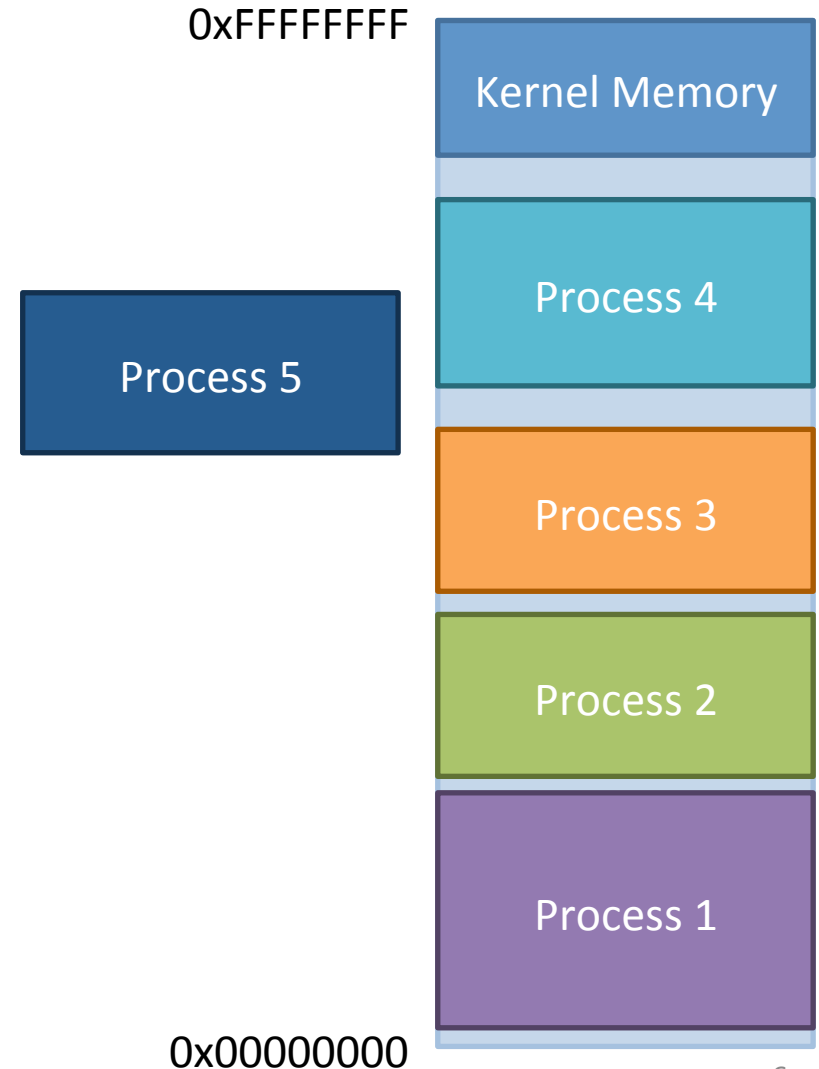 0xFFFFFFFF
Kernel Memory
Process 4
Process 5
Process 3
Process 2
Process 1
0x00000000